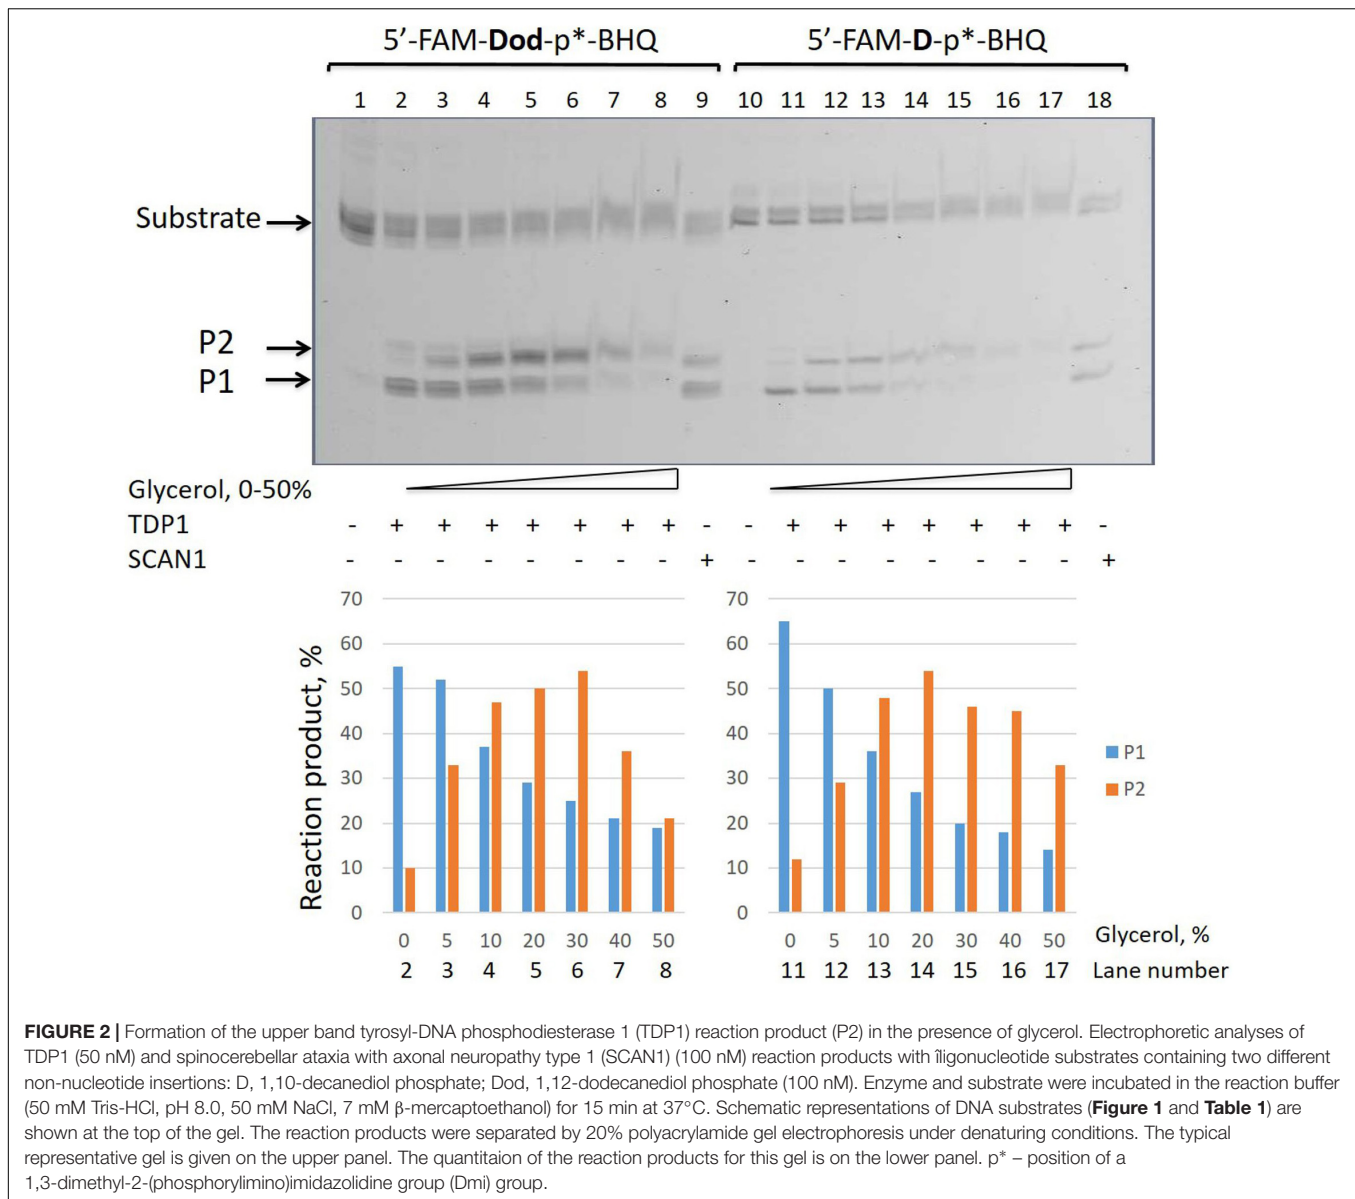 5’-FAM-Dod-p*-BHQ 5’-FAM-D-p*-BHQ
1 2 3 4 5 6 7 8 9 10 11 12 13 14 15 16 17 18
Substrate
P2
P1
Glycerol, 0-50%
TDP1 - + + + + + + + - - + + + + + + + -
SCAN1 - - - - - - - - + - - - - - - - - +
Reaction product, %
70
60
50
40
30
20
10
0
0 5 10 20 30 40 50
2 3 4 5 6 7 8
70
60
50
40
30
20
10
0
0 5 10 20 30 40 50 Glycerol, %
11 12 13 14 15 16 17 Lane number
P1
P2
FIGURE 2 | Formation of the upper band tyrosyl-DNA phosphodiesterase 1 (TDP1) reaction product (P2) in the presence of glycerol. Electrophoretic analyses of
TDP1 (50 nM) and spinocerebellar ataxia with axonal neuropathy type 1 (SCAN1) (100 nM) reaction products with îligonucleotide substrates containing two different
non-nucleotide insertions: D, 1,10-decanediol phosphate; Dod, 1,12-dodecanediol phosphate (100 nM). Enzyme and substrate were incubated in the reaction buffer
(50 mM Tris-HCl, pH 8.0, 50 mM NaCl, 7 mM β-mercaptoethanol) for 15 min at 37°C. Schematic representations of DNA substrates (Figure 1 and Table 1) are
shown at the top of the gel. The reaction products were separated by 20% polyacrylamide gel electrophoresis under denaturing conditions. The typical
representative gel is given on the upper panel. The quantitaion of the reaction products for this gel is on the lower panel. p* – position of a
1,3-dimethyl-2-(phosphorylimino)imidazolidine group (Dmi) group.